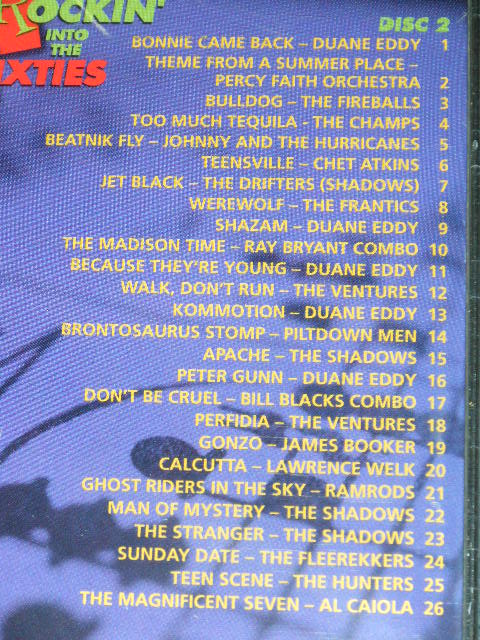 ROCKIN'
INTO
THE
IXTIES
DISC 2
BONNIE CAME BACK – DUANE EDDY 1
THEME FROM A SUMMER PLACE –
PERCY FAITH ORCHESTRA 2
BULLDOG – THE FIREBALLS 3
TOO MUCH TEQUILA - THE CHAMPS 4
BEATNIK FLY – JOHNNY AND THE HURRICANES 5
TEENSVILLE – CHET ATKINS 6
JET BLACK – THE DRIFTERS (SHADOWS) 7
WEREWOLF – THE FRANTICS 8
SHAZAM – DUANE EDDY 9
THE MADISON TIME – RAY BRYANT COMBO 10
BECAUSE THEY'RE YOUNG – DUANE EDDY 11
WALK, DON'T RUN – THE VENTURES 12
KOMMOTION – DUANE EDDY 13
BRONTOSAURUS STOMP – PILTDOWN MEN 14
APACHE – THE SHADOWS 15
PETER GUNN – DUANE EDDY 16
DON'T BE CRUEL – BILL BLACKS COMBO 17
PERFIDIA – THE VENTURES 18
GONZO – JAMES BOOKER 19
CALCUTTA – LAWRENCE WELK 20
GHOST RIDERS IN THE SKY – RAMRODS 21
MAN OF MYSTERY – THE SHADOWS 22
THE STRANGER – THE SHADOWS 23
SUNDAY DATE – THE FLEEREKKERS 24
TEEN SCENE – THE HUNTERS 25
THE MAGNIFICENT SEVEN – AL CAIOLA 26